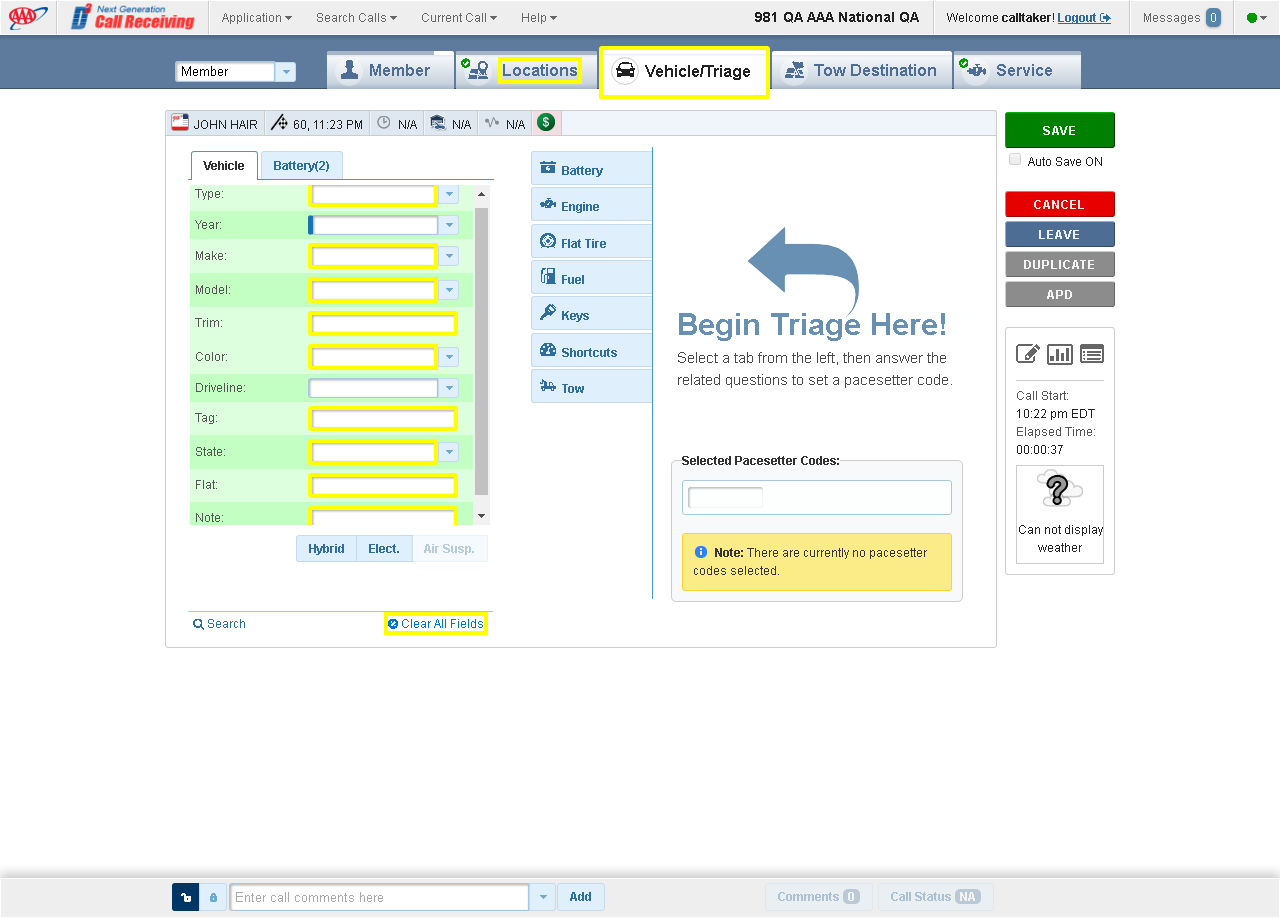 AAA Next Generation Call Receiving Application Search Calls Current Call Help 981 QA AAA National QA Welcome calltaker! Logout Messages 0
Member Member Locations Vehicle/Triage Tow Destination Service
JOHN HAIR 60, 11:23 PM N/A N/A N/A $
Vehicle Battery(2)
Type:
Year:
Make:
Model:
Trim:
Color:
Driveline:
Tag:
State:
Flat:
Note:
Hybrid Elect. Air Susp.
Search Clear All Fields
Battery
Engine
Flat Tire
Fuel
Keys
Shortcuts
Tow
Begin Triage Here!
Select a tab from the left, then answer the
related questions to set a pacesetter code.
Selected Pacesetter Codes:
Note: There are currently no pacesetter
codes selected.
SAVE
Auto Save ON
CANCEL
LEAVE
DUPLICATE
APD
Call Start:
10:22 pm EDT
Elapsed Time:
00:00:37
?
Can not display
weather
Enter call comments here Add Comments 0 Call Status NA